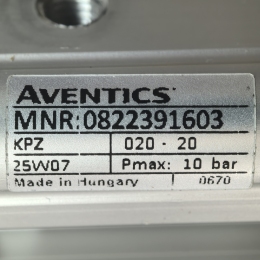 AVENTICS
MNR:0822391603
KPZ 020 - 20
25W07 Pmax: 10 bar
Made in Hungary 0670